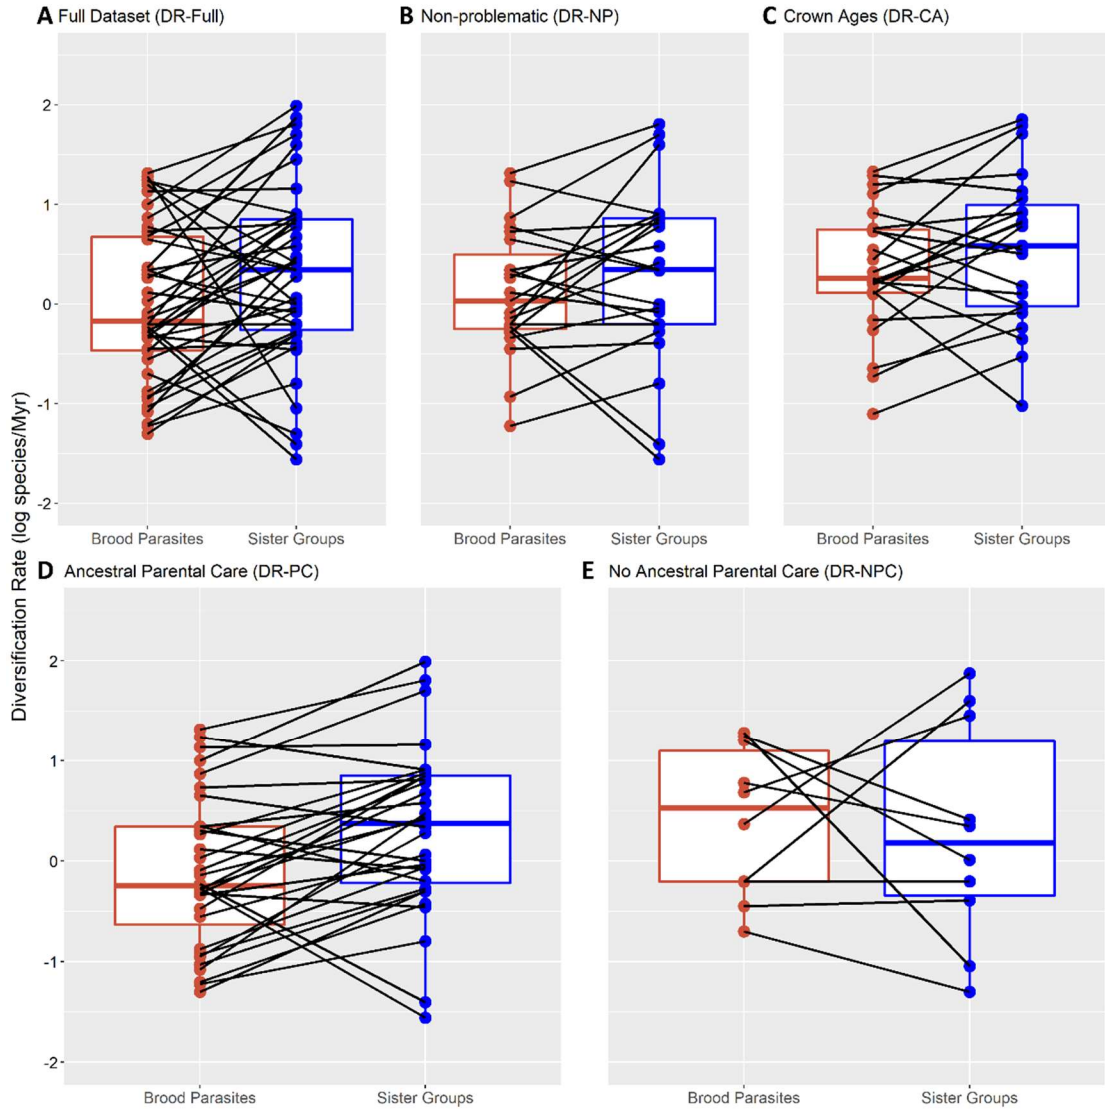 A Full Dataset (DR-Full)
B Non-problematic (DR-NP)
C Crown Ages (DR-CA)
2
1
0
-1
-2
Brood Parasites
Sister Groups
Brood Parasites
Sister Groups
Brood Parasites
Sister Groups
Diversification Rate (log species/Myr)
D Ancestral Parental Care (DR-PC)
E No Ancestral Parental Care (DR-NPC)
2
1
0
-1
-2
Brood Parasites
Sister Groups
Brood Parasites
Sister Groups